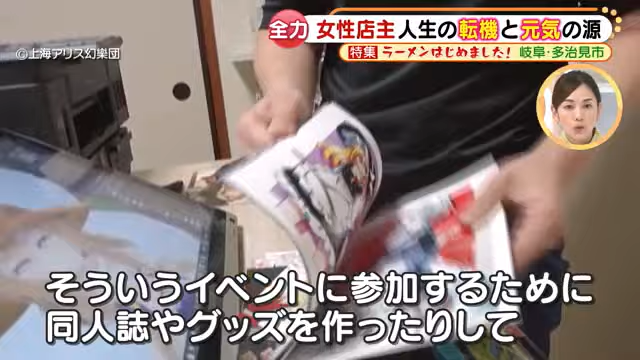 ©上海アリス幻樂団
全力 女性店主 人生の転機と元気の源
特集 ラーメンはじめました! 岐阜・多治見市
そういうイベントに参加するために
同人誌やグッズを作ったりして